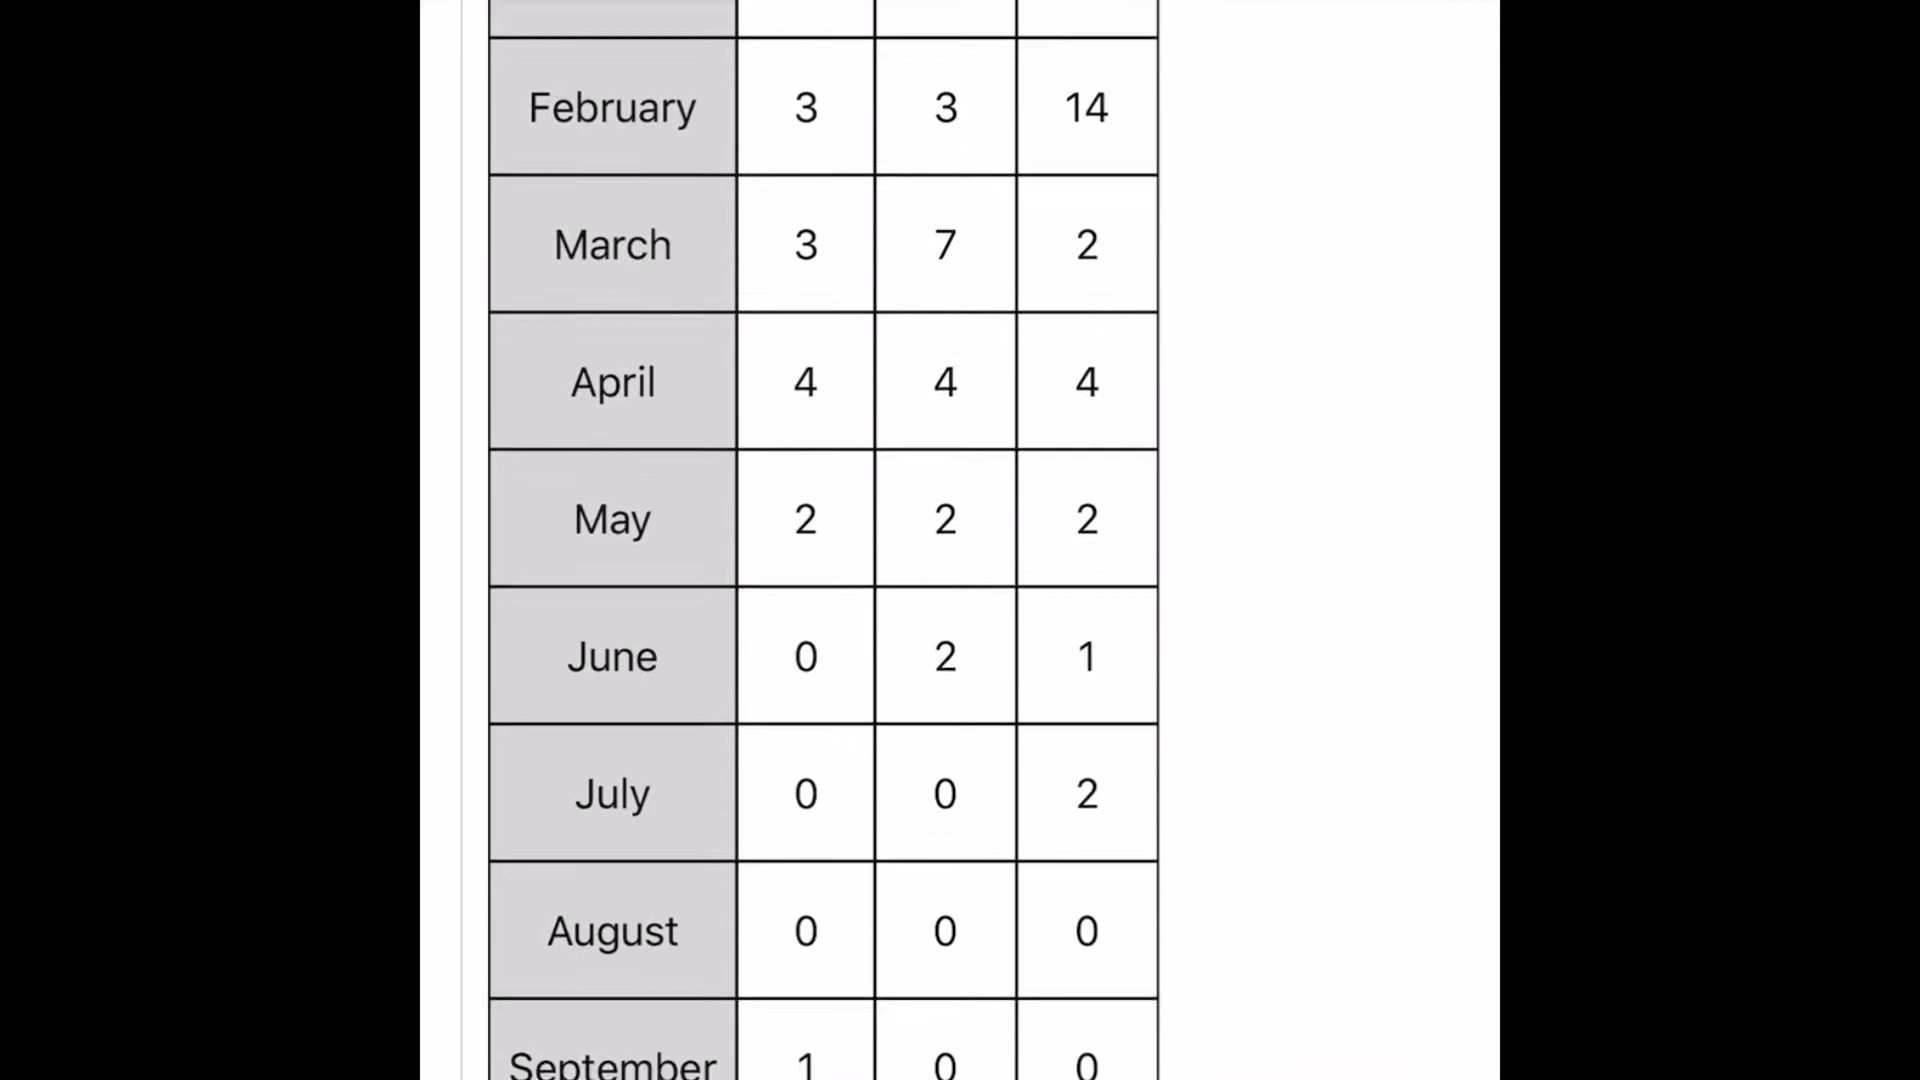 February 3 3 14
March 3 7 2
April 4 4 4
May 2 2 2
June 0 2 1
July 0 0 2
August 0 0 0
September 1 0 0